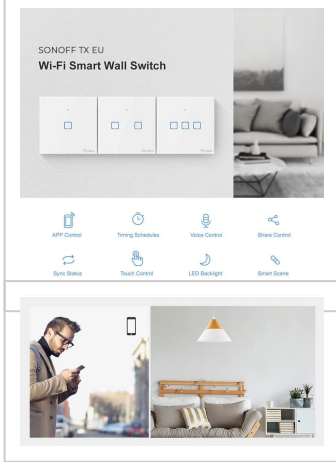 SONOFF TX EU
Wi-Fi Smart Wall Switch
APP Control
Timing Schedules
Voice Control
Share Control
Sync Status
Touch Control
LED Backlight
Smart Scene